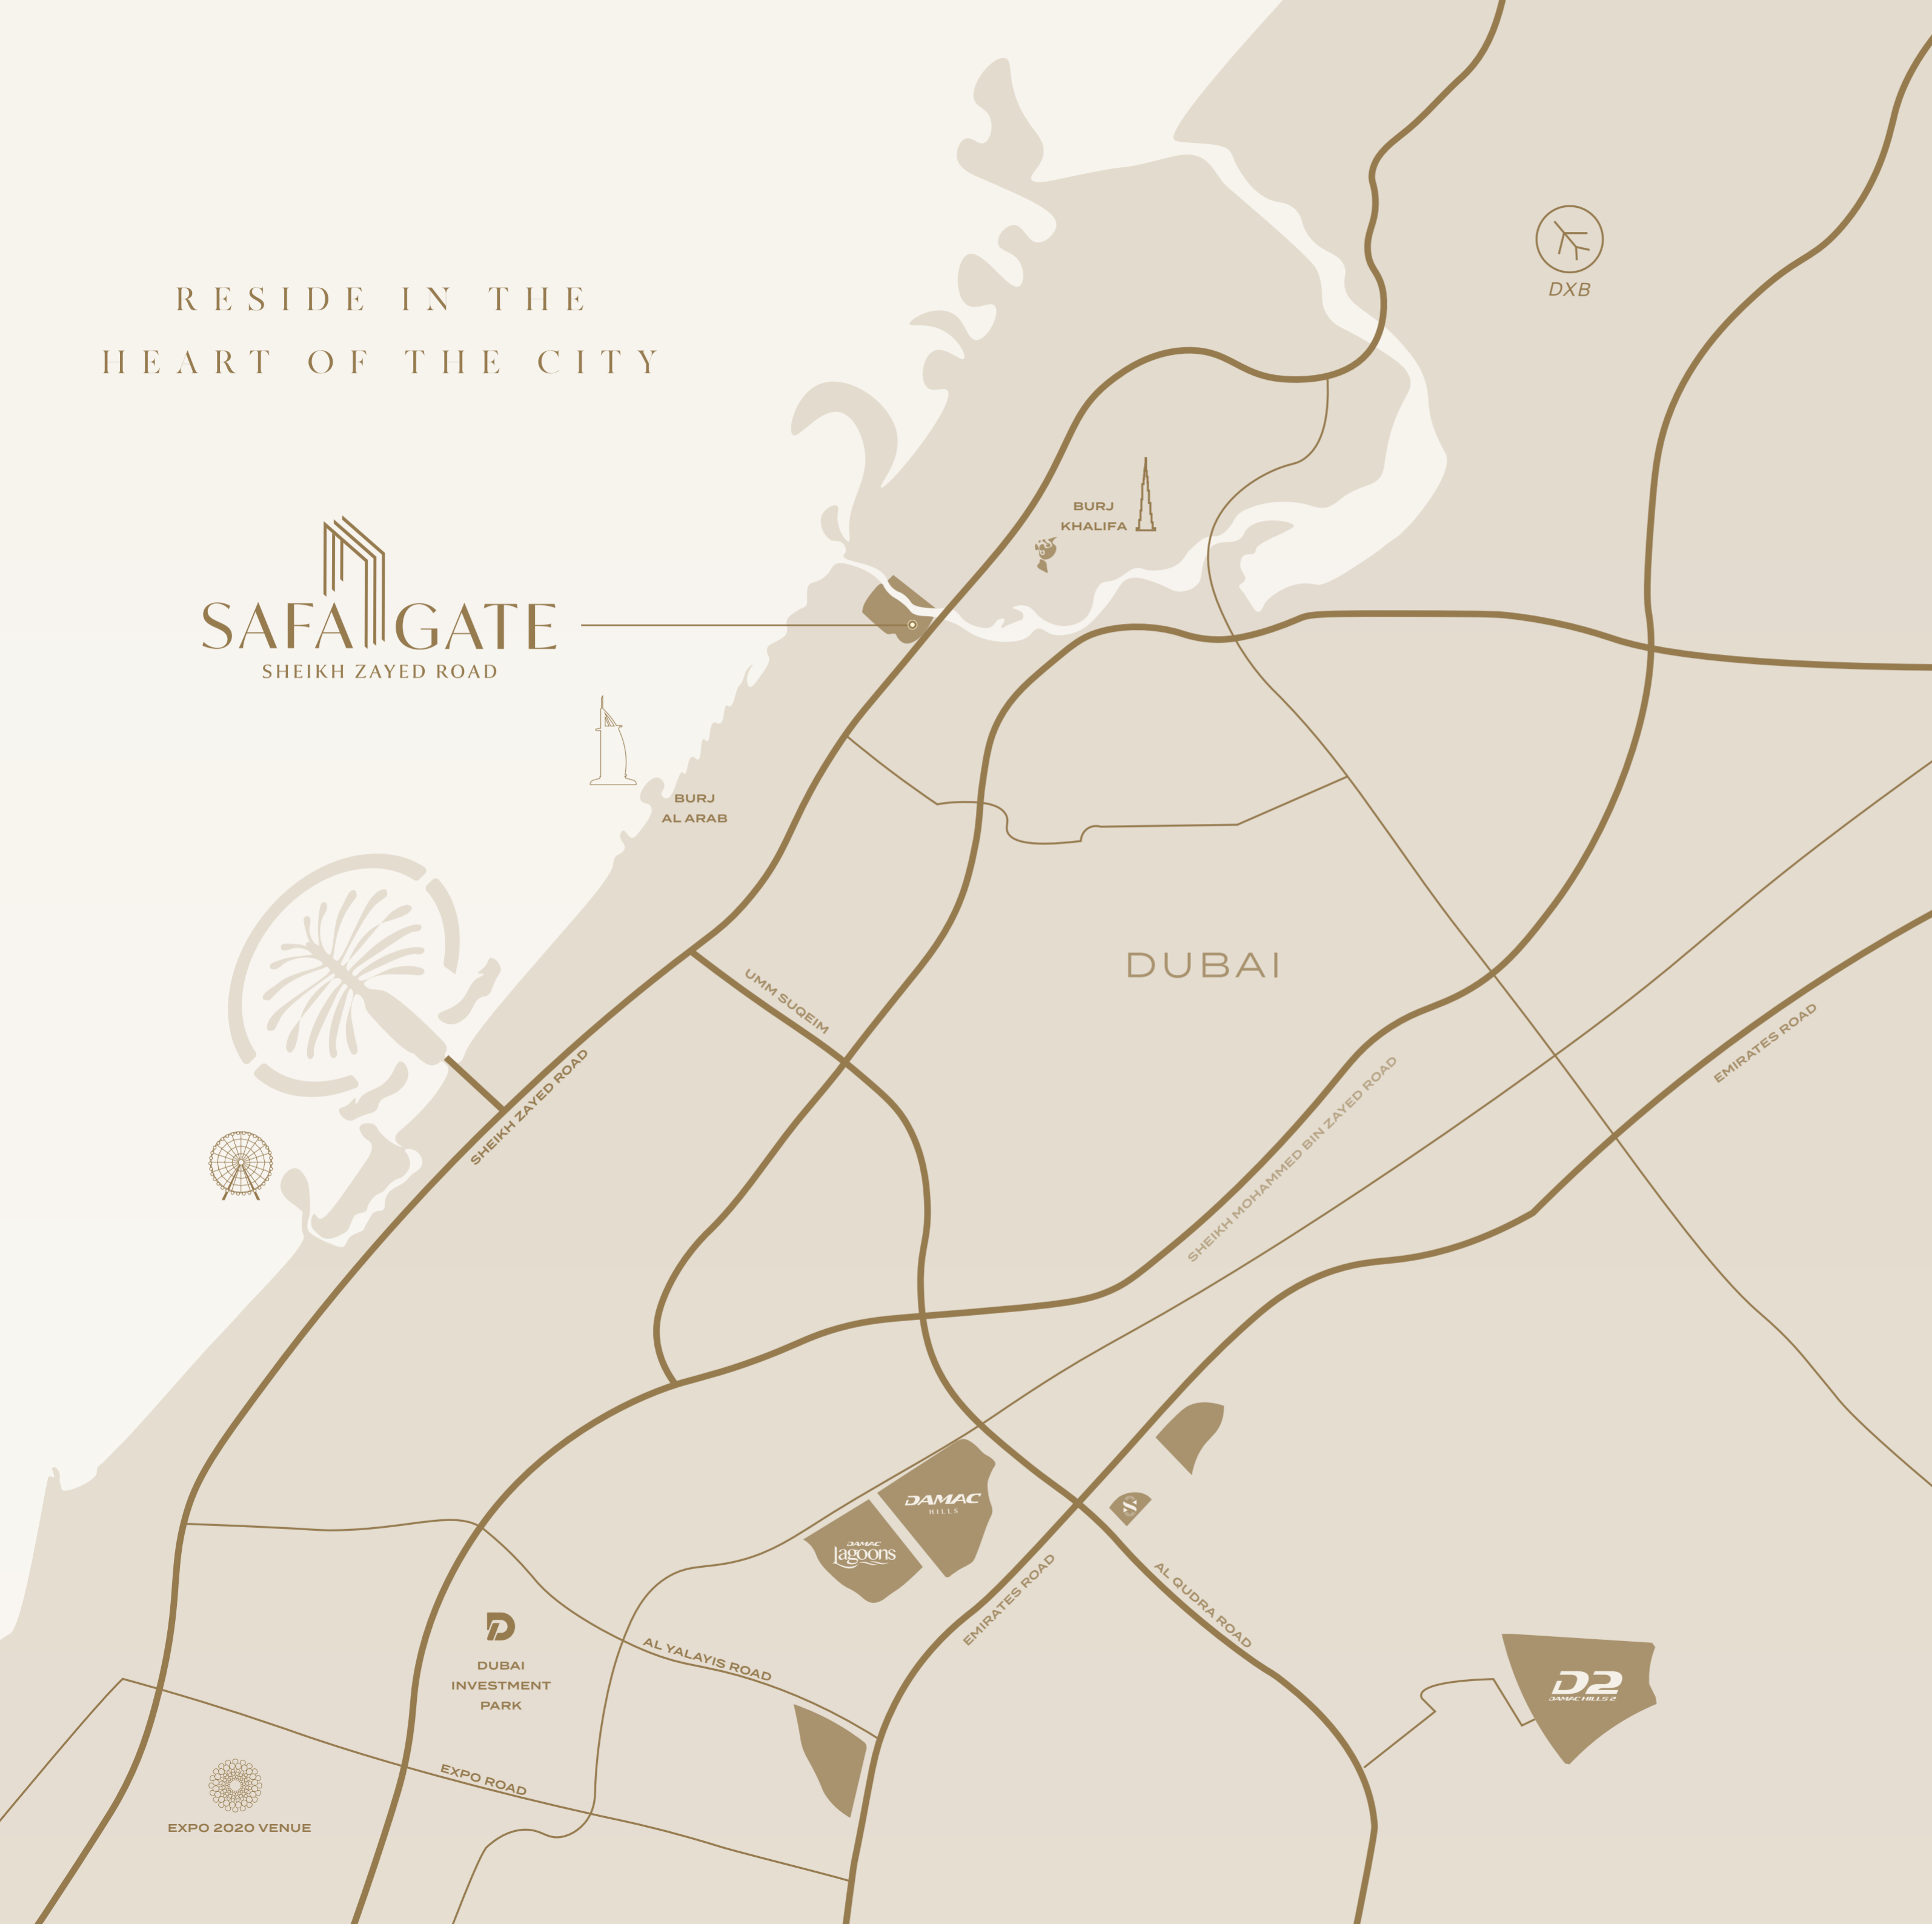 RESIDE IN THE
HEART OF THE CITY
DXB
BURJ
KHALIFA
SAFA GATE
SHEIKH ZAYED ROAD
BURJ
AL ARAB
DUBAI
UMM SUQEIM
SHEIKH ZAYED ROAD
EMIRATES ROAD
SHEIKH MOHAMMED BIN ZAYED ROAD
DAMAC
HILLS
DAMAC
lagoons
S
EMIRATES ROAD
AL QUDRA ROAD
AL YALAYIS ROAD
DUBAI
INVESTMENT
PARK
D2
DAMAC HILLS 2
EXPO ROAD
EXPO 2020 VENUE